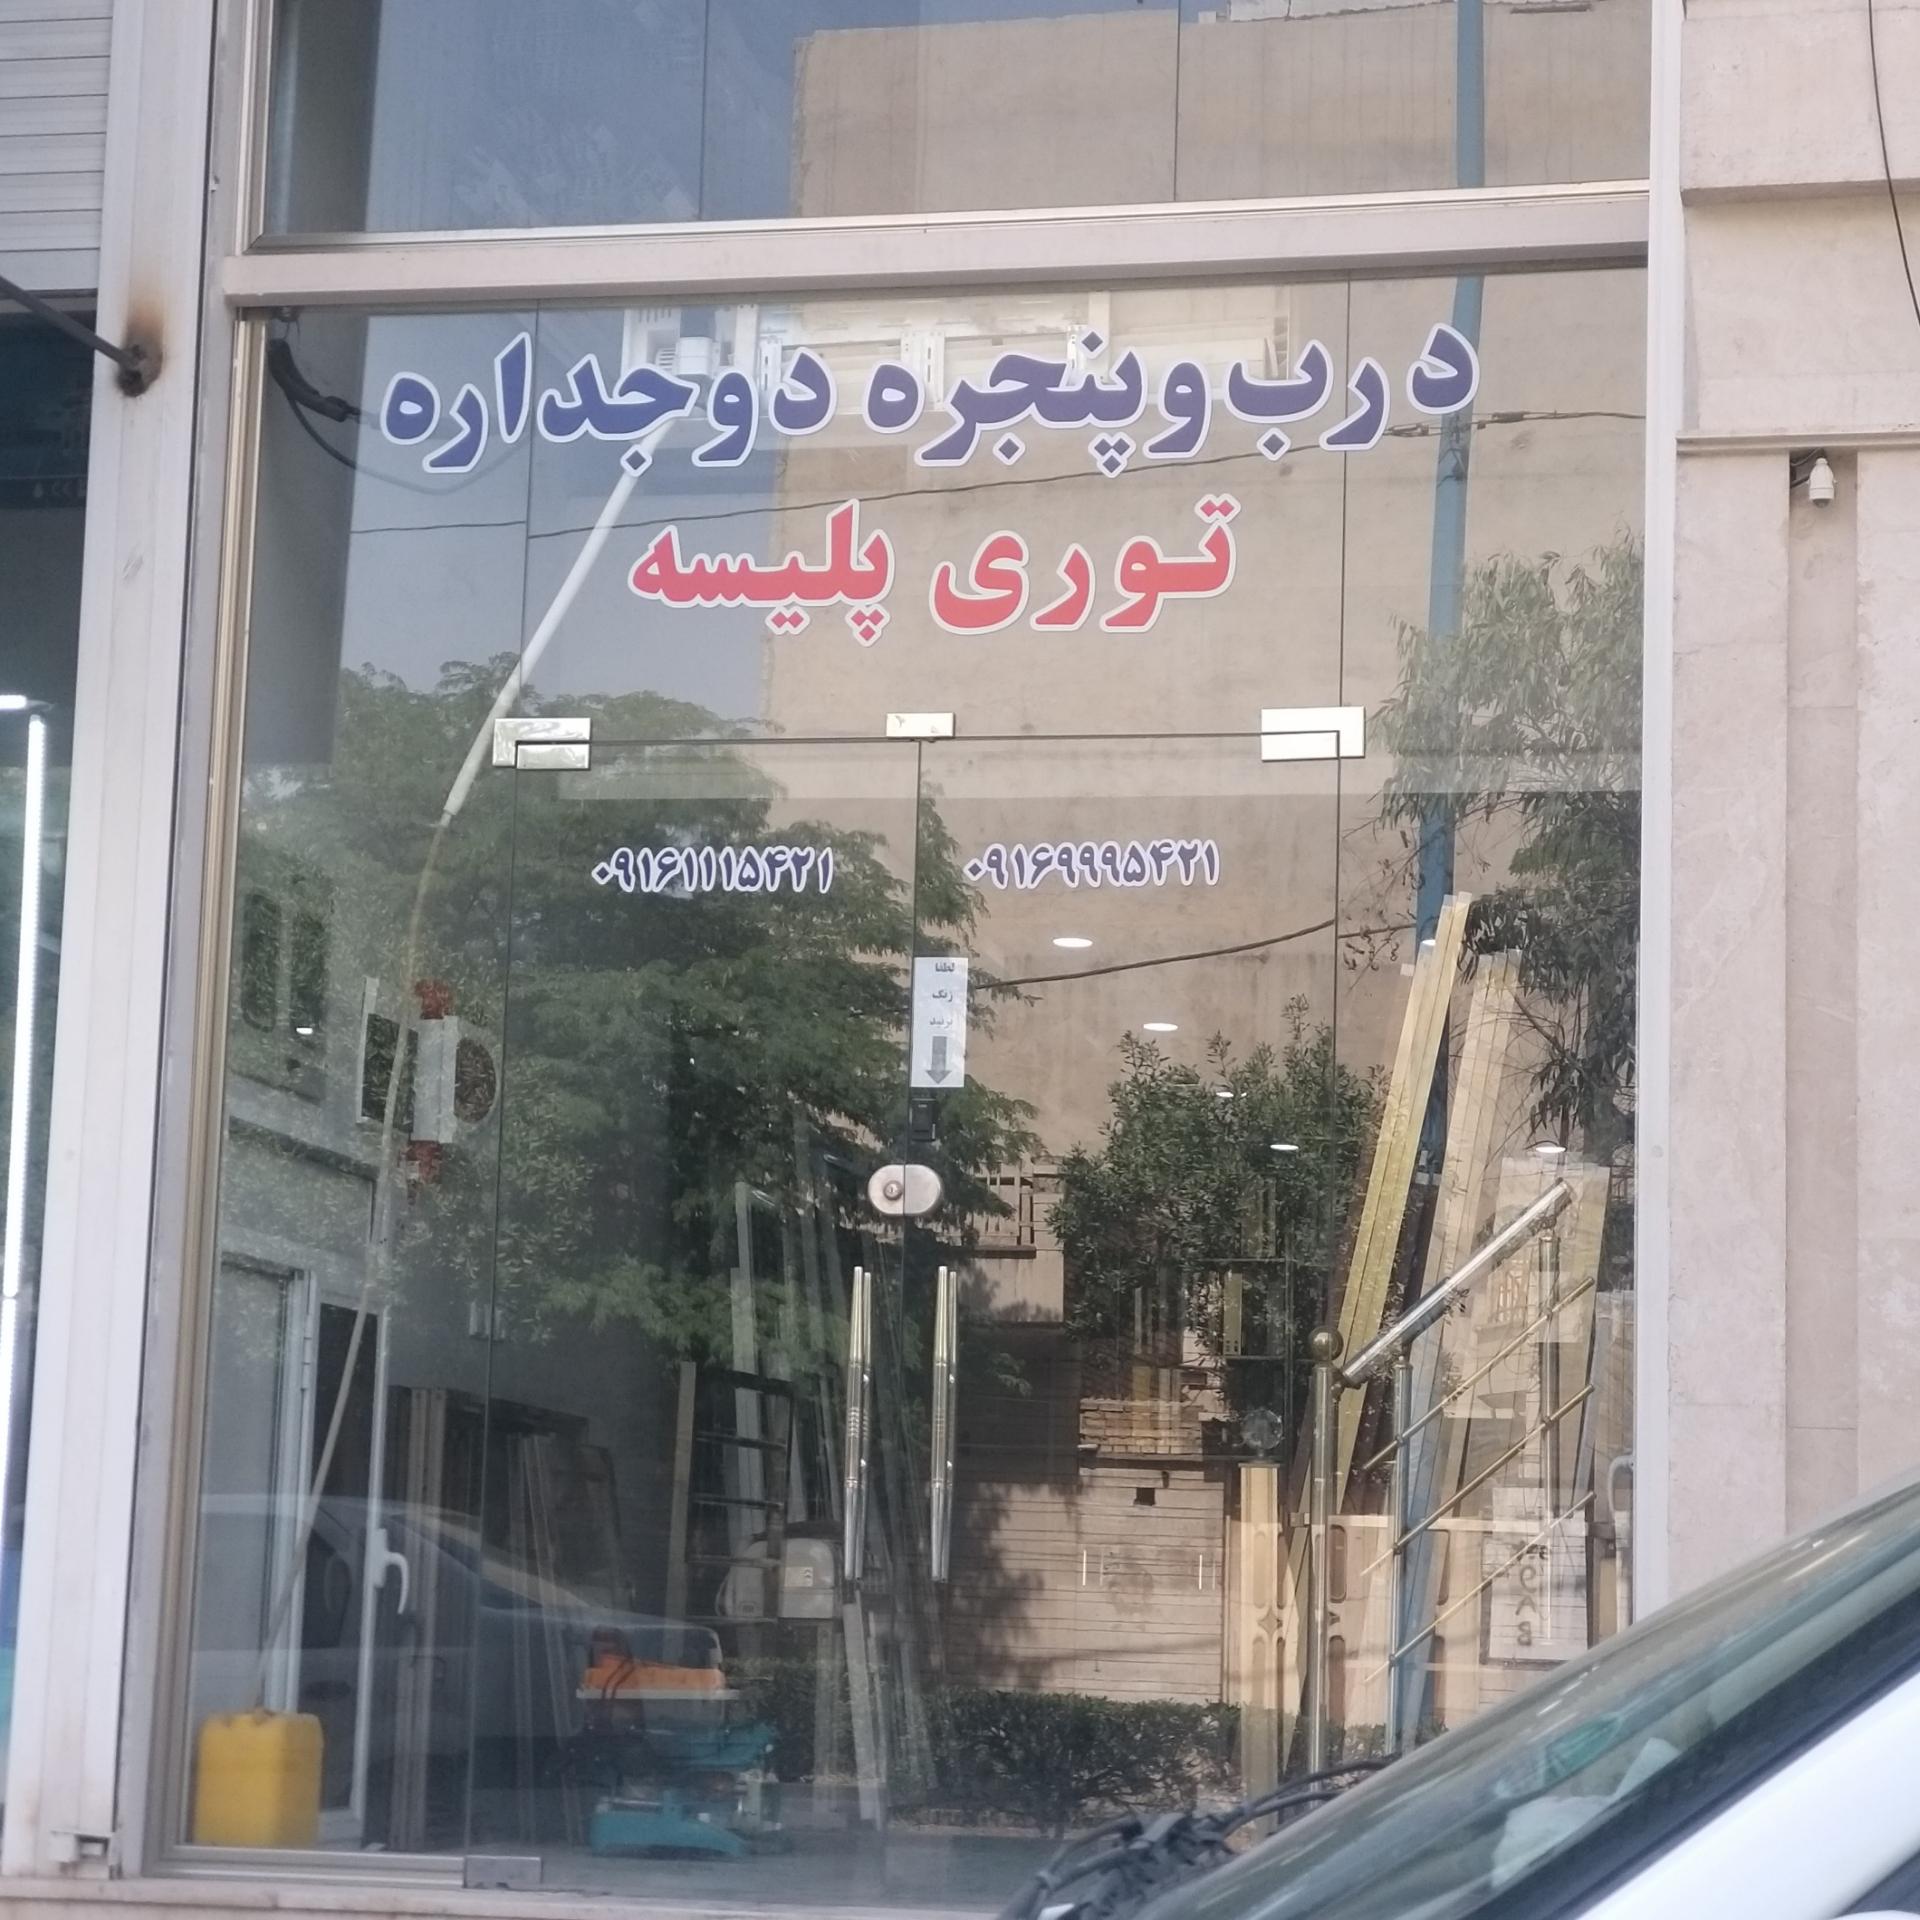 درب و پنجره دوجداره
توری پلیسه
۰۹۱۶۹۹۹۵۴۲۱
۰۹۱۶۱۱۱۵۴۲۱
لطفا
زنگ
بزنید